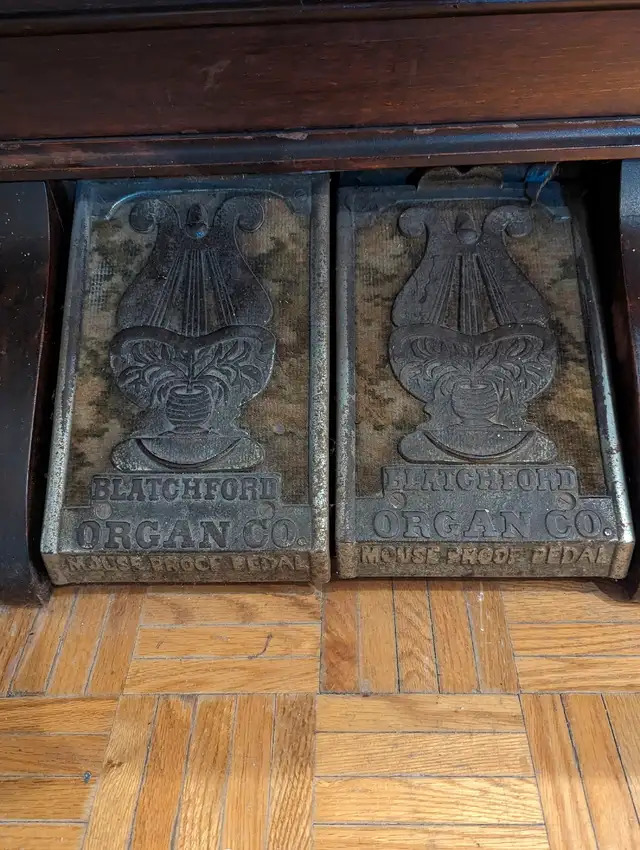 BLATCHFORD
ORGAN CO.
MOUSE PROOF PEDAL
BLATCHFORD
ORGAN CO.
MOUSE PROOF PEDAL